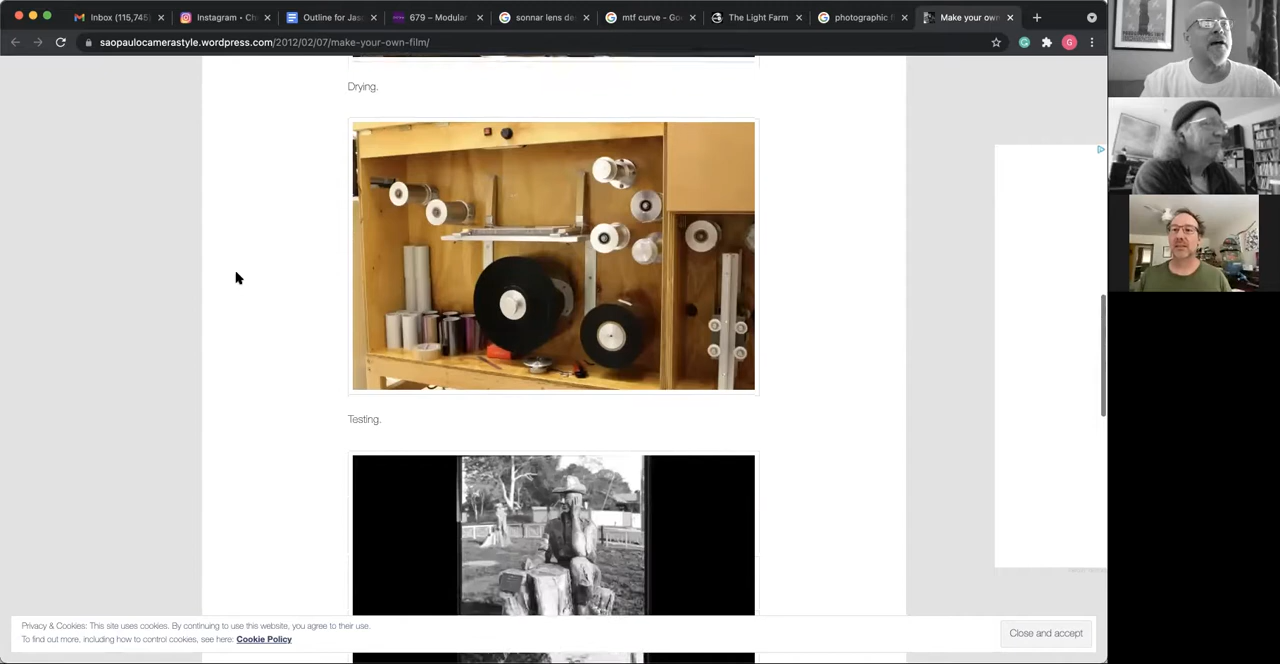 Inbox (115,745)
Instagram • Ch
Outline for Jas
679 – Modular
sonnar lens de
mtf curve - Go
The Light Farm
photographic f
Make your own
saopaulocamerastyle.wordpress.com/2012/02/07/make-your-own-film/
G
Drying.
Testing.
Privacy & Cookies: This site uses cookies. By continuing to use this website, you agree to their use.
To find out more, including how to control cookies, see here: Cookie Policy
Close and accept